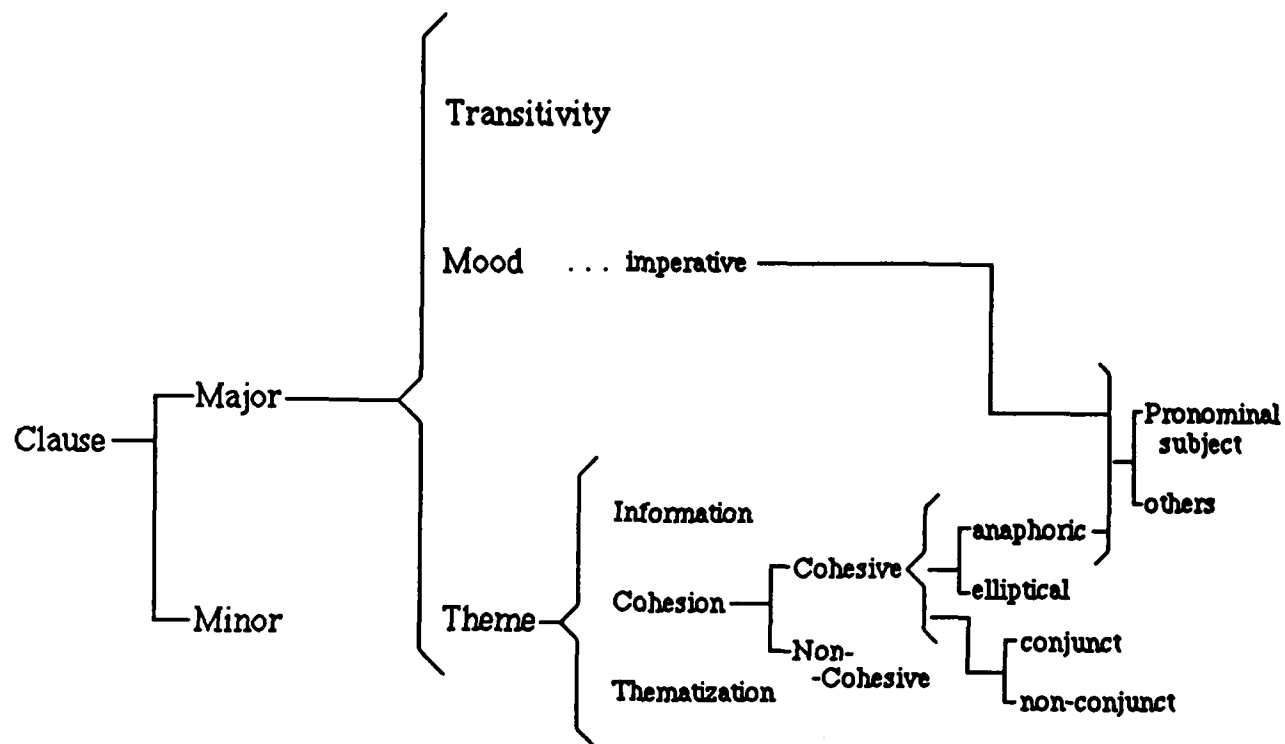 Transitivity
Mood ... imperative
Major
Clause
Pronominal
subject
others
Information
anaphoric
Cohesive
elliptical
Cohesion
Theme
Minor
Non-
-Cohesive
conjunct
Thematization
non-conjunct